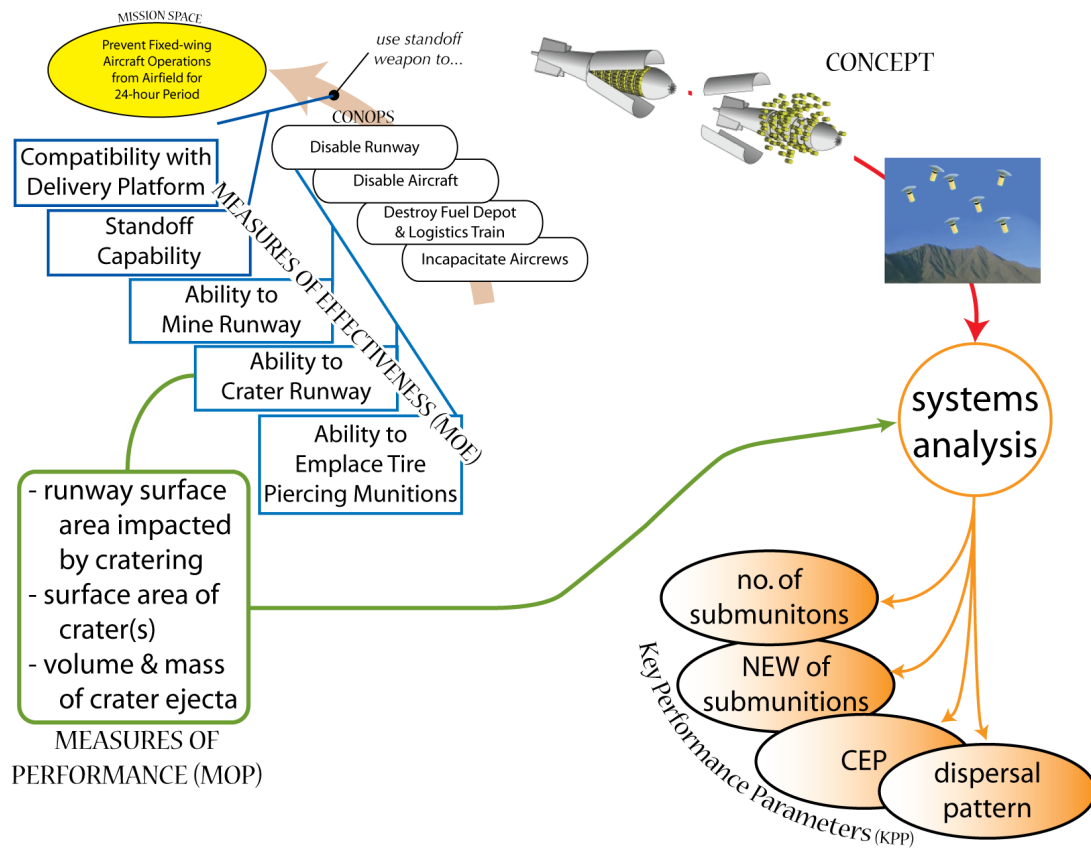 MISSION SPACE
Prevent Fixed-wing
Aircraft Operations
from Airfield for
24-hour Period
use standoff
weapon to...
CONCEPT
CONOPS
Disable Runway
Disable Aircraft
Destroy Fuel Depot
& Logistics Train
Incapacitate Aircrews
Compatibility with
Delivery Platform
Standoff
Capability
Ability to
Mine Runway
Ability to
Crater Runway
Ability to
Emplace Tire
Piercing Munitions
MEASURES OF EFFECTIVENESS (MOE)
- runway surface
area impacted
by cratering
- surface area of
crater(s)
- volume & mass
of crater ejecta
MEASURES OF
PERFORMANCE (MOP)
systems
analysis
no. of
submunitons
NEW of
submunitions
CEP
dispersal
pattern
Key Performance Parameters (KPP)